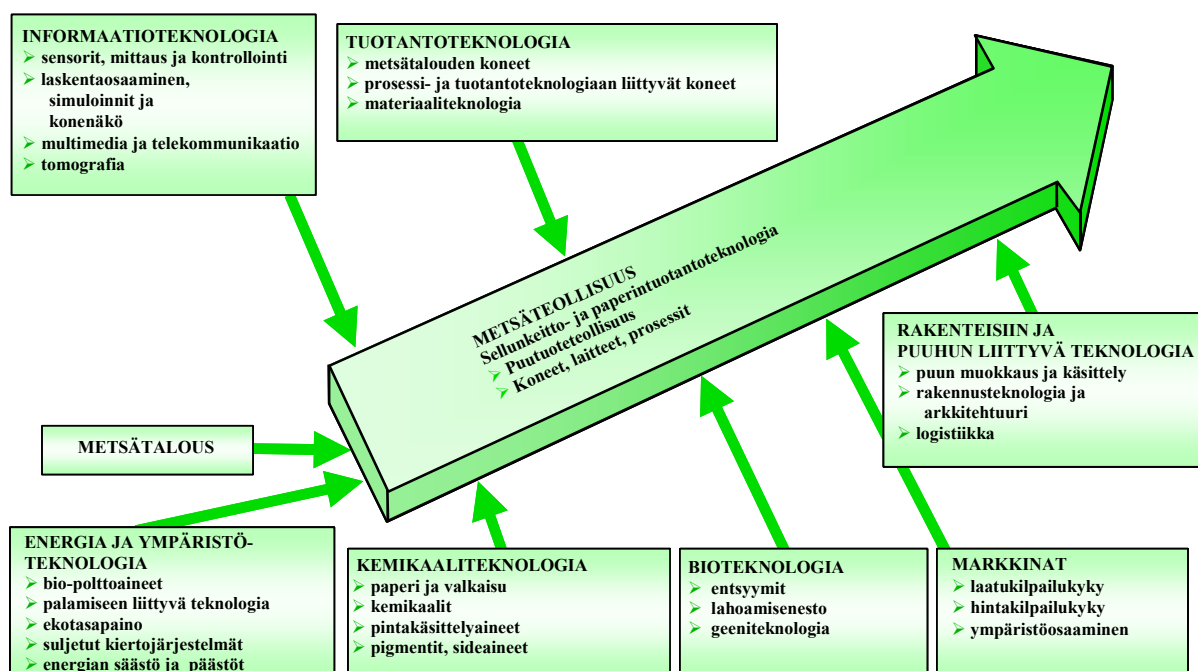 INFORMAATIOTEKNOLOGIA
➢ sensorit, mittaus ja kontrollointi
➢ laskentaosaaminen,
simuloinnit ja
konenäkö
➢ multimedia ja telekommunikaatio
➢ tomografia
TUOTANTOTEKNOLOGIA
➢ metsätalouden koneet
➢ prosessi- ja tuotantoteknologiaan liittyvät koneet
➢ materiaaliteknologia
METSÄTEOLLISUUS
Sellunkeitto- ja paperintuotantoteknologia
➢ Puutuoteteollisuus
➢ Koneet, laitteet, prosessit
RAKENTEISIIN JA
PUUHUN LIITTYVÄ TEKNOLOGIA
➢ puun muokkaus ja käsittely
➢ rakennusteknologia ja
arkkitehtuuri
➢ logistiikka
METSÄTALOUS
ENERGIA JA YMPÄRISTÖ-
TEKNOLOGIA
➢ bio-polttoaineet
➢ palamiseen liittyvä teknologia
➢ ekotasapaino
➢ suljetut kiertojärjestelmät
➢ energian säästö ja päästöt
KEMIKAALITEKNOLOGIA
➢ paperi ja valkaisu
➢ kemikaalit
➢ pintakäsittelyaineet
➢ pigmentit, sideaineet
BIOTEKNOLOGIA
➢ entsyymit
➢ lahoamisenesto
➢ geeniteknologia
MARKKINAT
➢ laatukilpailukyky
➢ hintakilpailukyky
➢ ympäristöosaaminen